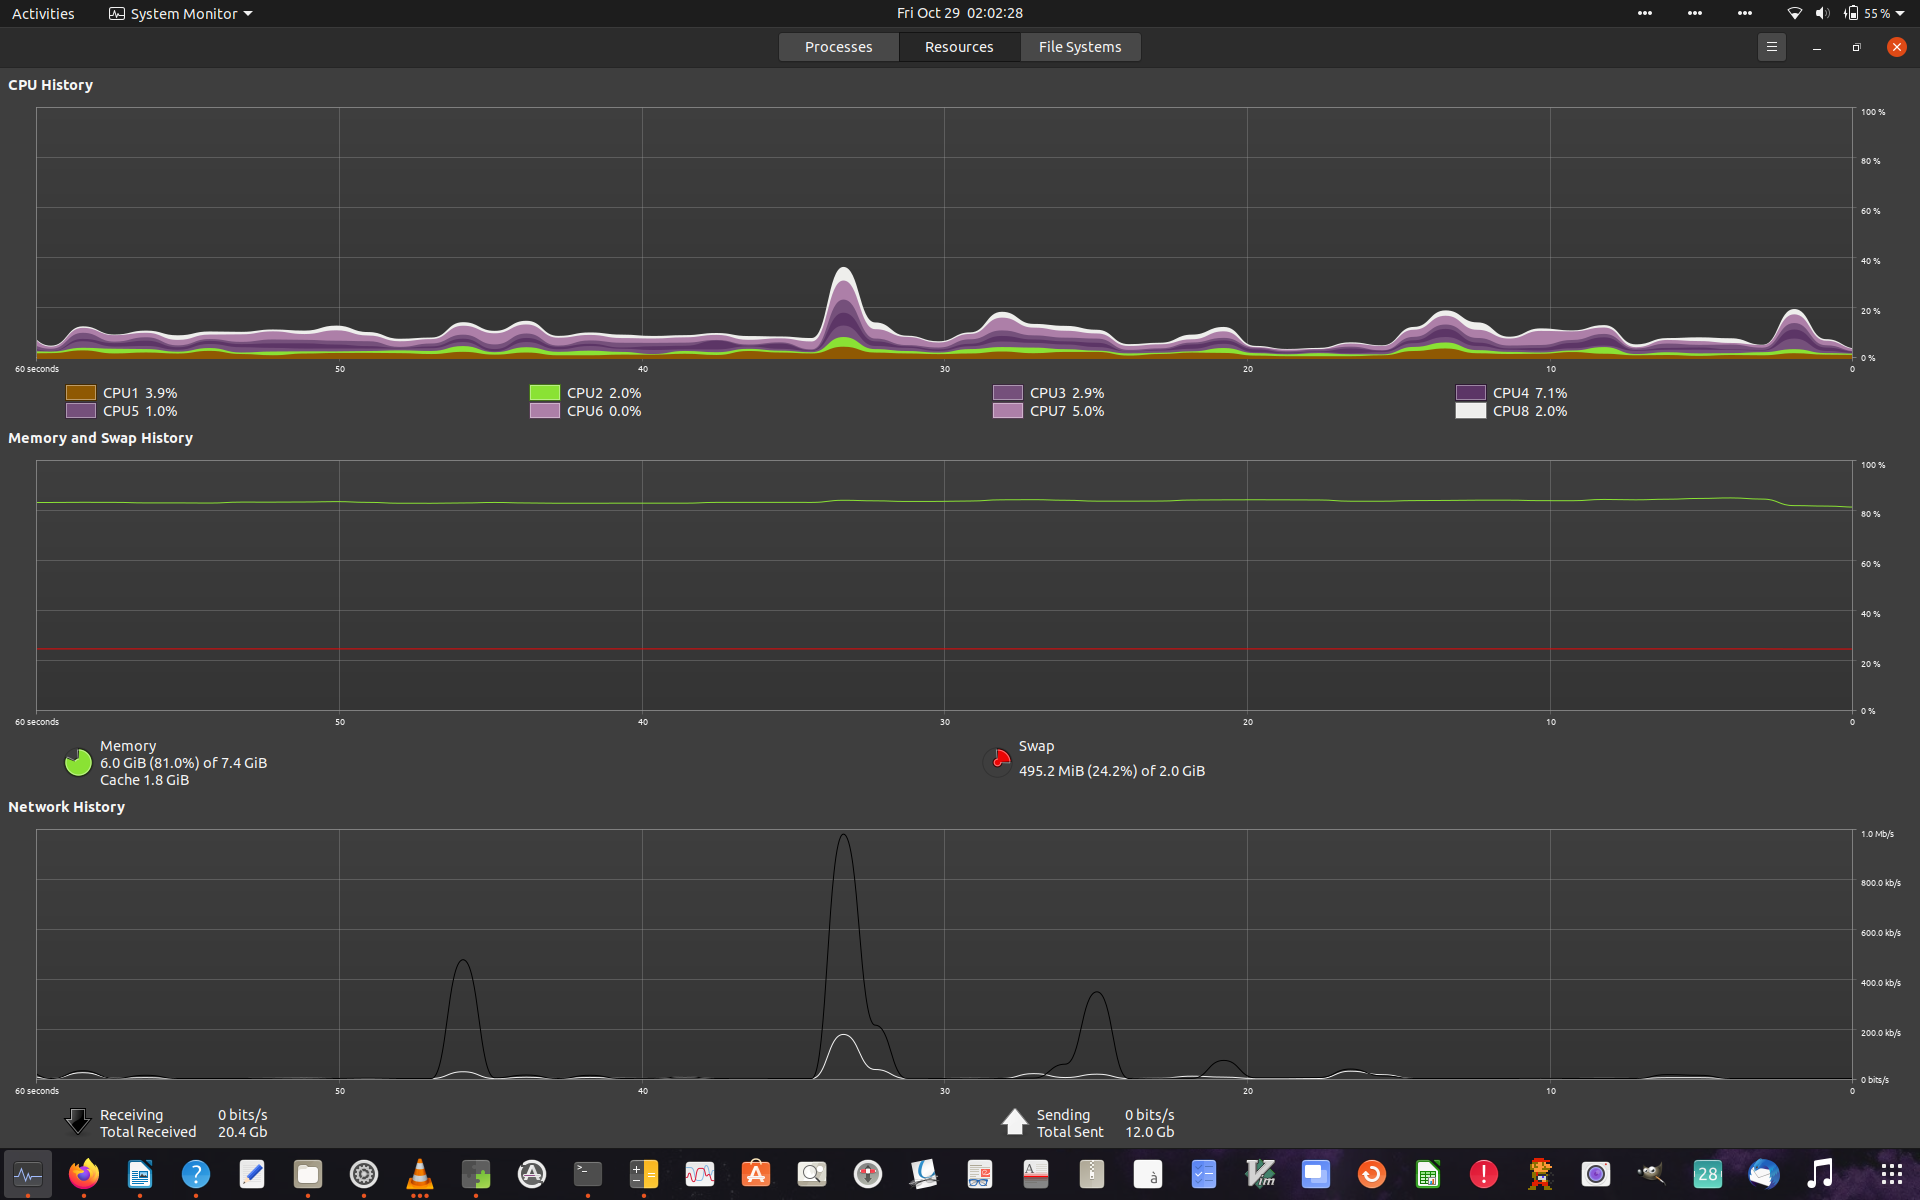 Activities System Monitor Fri Oct 29 02:02:28 55 %
Processes Resources File Systems
CPU History
100 %
80 %
60 %
40 %
20 %
0 %
60 seconds 50 40 30 20 10 0
CPU1 3.9% CPU2 2.0% CPU3 2.9% CPU4 7.1%
CPU5 1.0% CPU6 0.0% CPU7 5.0% CPU8 2.0%
Memory and Swap History
100 %
80 %
60 %
40 %
20 %
0 %
60 seconds 50 40 30 20 10 0
Memory
6.0 GiB (81.0%) of 7.4 GiB
Cache 1.8 GiB
Swap
495.2 MiB (24.2%) of 2.0 GiB
Network History
1.0 Mb/s
800.0 kb/s
600.0 kb/s
400.0 kb/s
200.0 kb/s
0 bits/s
60 seconds 50 40 30 20 10 0
Receiving 0 bits/s
Total Received 20.4 Gb
Sending 0 bits/s
Total Sent 12.0 Gb
? >_ A à Vim ! 28